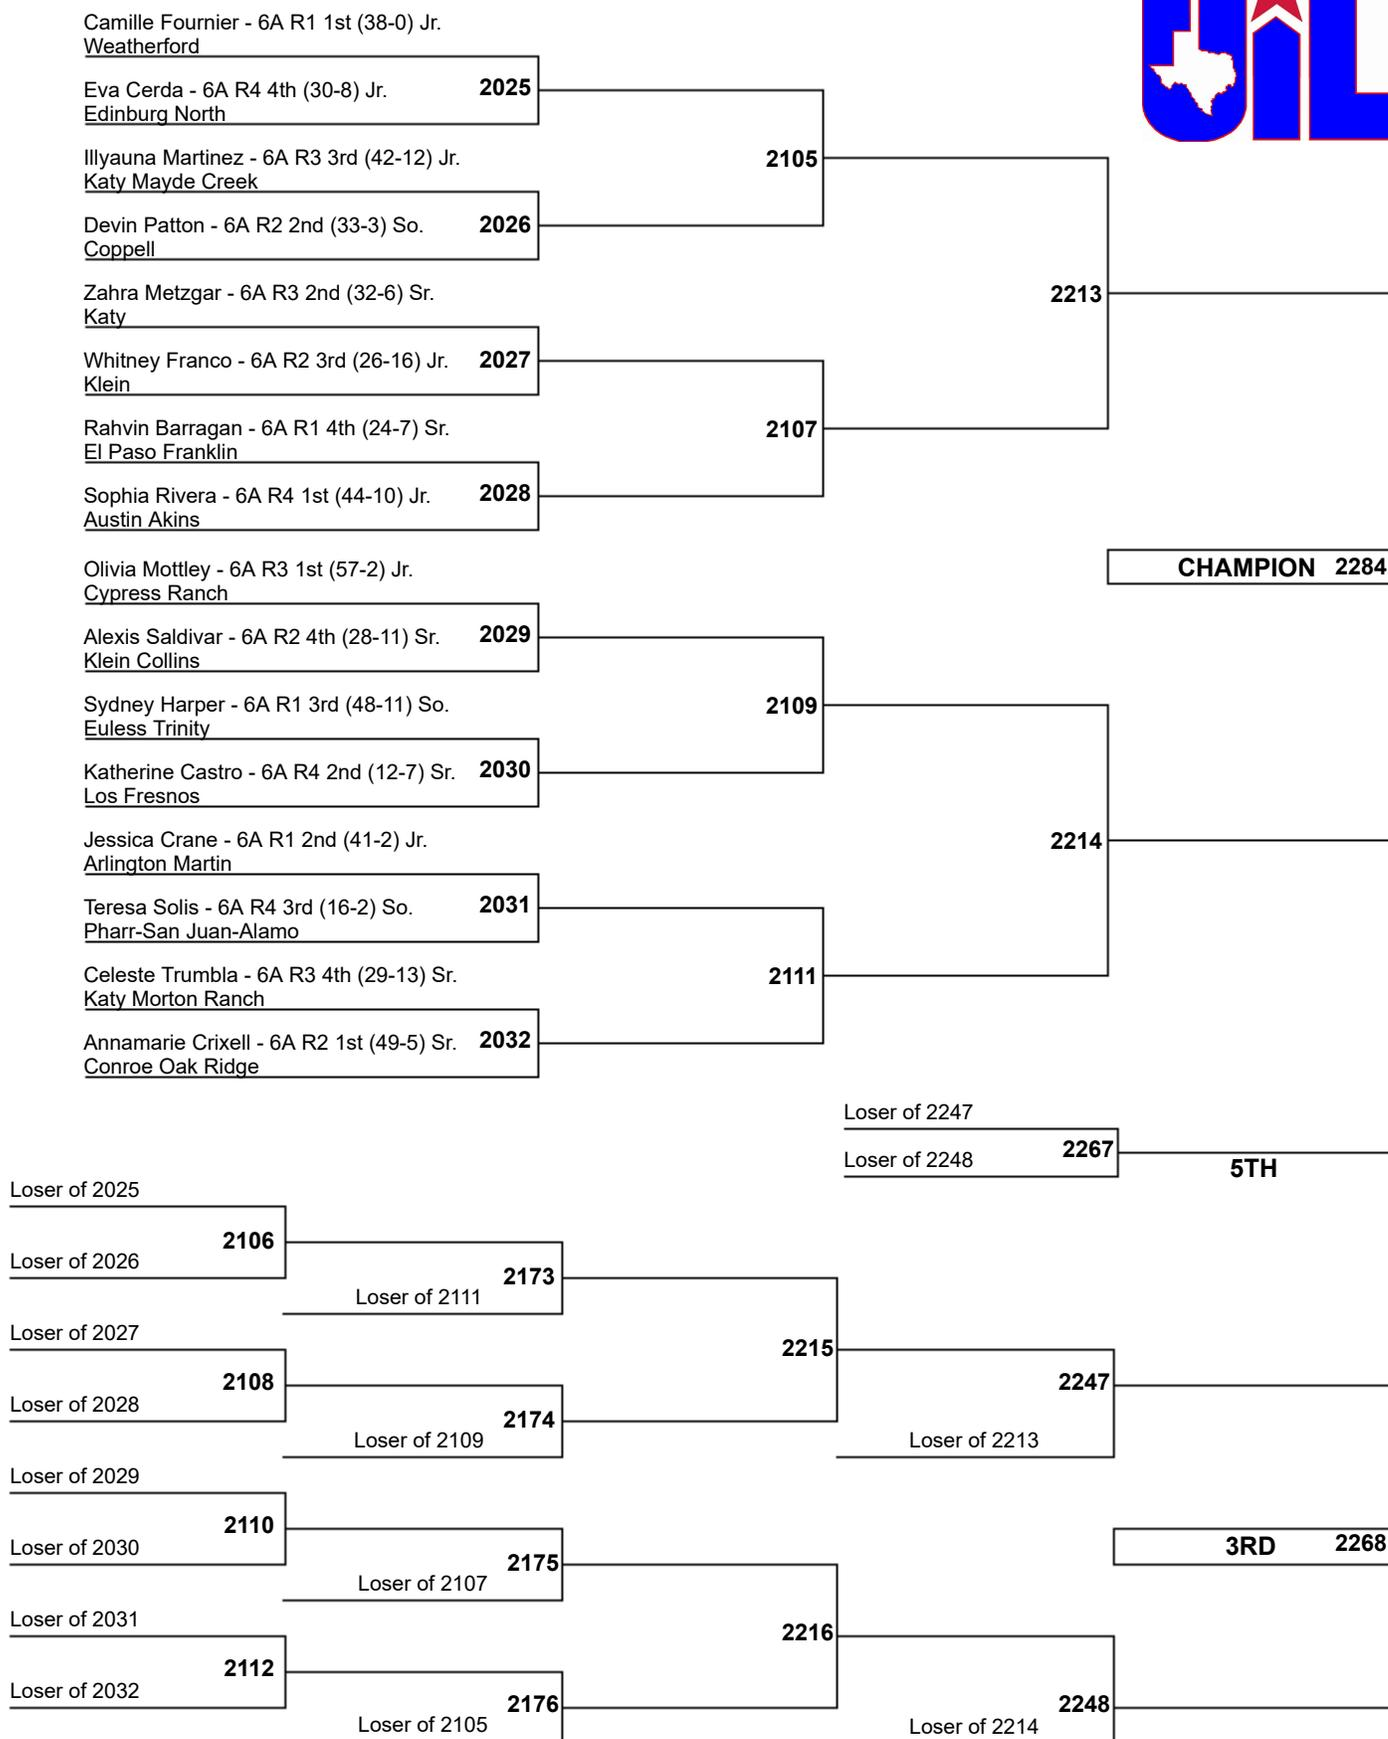 Camille Fournier - 6A R1 1st (38-0) Jr.
Weatherford
2025
Eva Cerda - 6A R4 4th (30-8) Jr.
Edinburg North
Illyauna Martinez - 6A R3 3rd (42-12) Jr.
Katy Mayde Creek
2105
Devin Patton - 6A R2 2nd (33-3) So.
Coppell
2026
Zahra Metzgar - 6A R3 2nd (32-6) Sr.
Katy
2213
Whitney Franco - 6A R2 3rd (26-16) Jr.
Klein
2027
Rahvin Barragan - 6A R1 4th (24-7) Sr.
El Paso Franklin
2107
Sophia Rivera - 6A R4 1st (44-10) Jr.
Austin Akins
2028
CHAMPION 2284
Olivia Mottley - 6A R3 1st (57-2) Jr.
Cypress Ranch
Alexis Saldivar - 6A R2 4th (28-11) Sr.
Klein Collins
2029
Sydney Harper - 6A R1 3rd (48-11) So.
Euless Trinity
2109
Katherine Castro - 6A R4 2nd (12-7) Sr.
Los Fresnos
2030
Jessica Crane - 6A R1 2nd (41-2) Jr.
Arlington Martin
2214
Teresa Solis - 6A R4 3rd (16-2) So.
Pharr-San Juan-Alamo
2031
Celeste Trumbla - 6A R3 4th (29-13) Sr.
Katy Morton Ranch
2111
Annamarie Crixell - 6A R2 1st (49-5) Sr.
Conroe Oak Ridge
2032
Loser of 2247
2267
Loser of 2248
5TH
Loser of 2025
2106
Loser of 2026
2173
Loser of 2111
Loser of 2027
2215
2108
2247
Loser of 2028
2174
Loser of 2109
Loser of 2213
Loser of 2029
2110
Loser of 2030
3RD 2268
2175
Loser of 2107
Loser of 2031
2216
2112
Loser of 2032
2176
2248
Loser of 2105
Loser of 2214
UIL